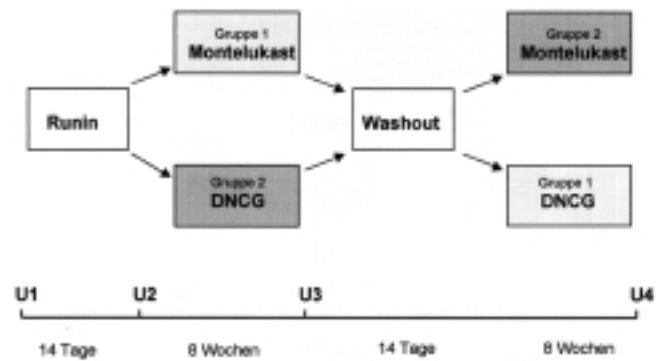 Gruppe 1
Montelukast
Gruppe 2
Montelukast
Runin
Washout
Gruppe 2
DNCG
Gruppe 1
DNCG
U1 U2 U3 U4
14 Tage 8 Wochen 14 Tage 8 Wochen